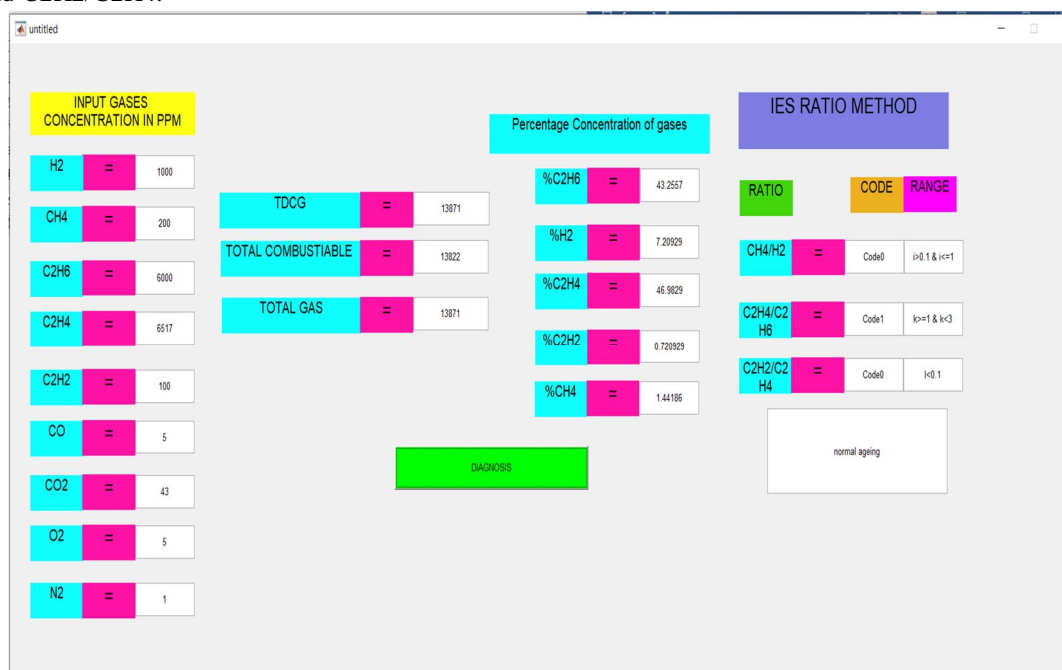 untitled
INPUT GASES
CONCENTRATION IN PPM
H2 = 1000
CH4 = 200
C2H6 = 6000
C2H4 = 6517
C2H2 = 100
CO = 5
CO2 = 43
O2 = 5
N2 = 1
TDCG = 13871
TOTAL COMBUSTIABLE = 13822
TOTAL GAS = 13871
Percentage Concentration of gases
%C2H6 = 43.2557
%H2 = 7.20929
%C2H4 = 46.9829
%C2H2 = 0.720929
%CH4 = 1.44186
DIAGNOSIS
IES RATIO METHOD
RATIO CODE RANGE
CH4/H2 = Code0 i>0.1 & i<=1
C2H4/C2
H6 = Code1 k>=1 & k<3
C2H2/C2
H4 = Code0 l<0.1
normal ageing